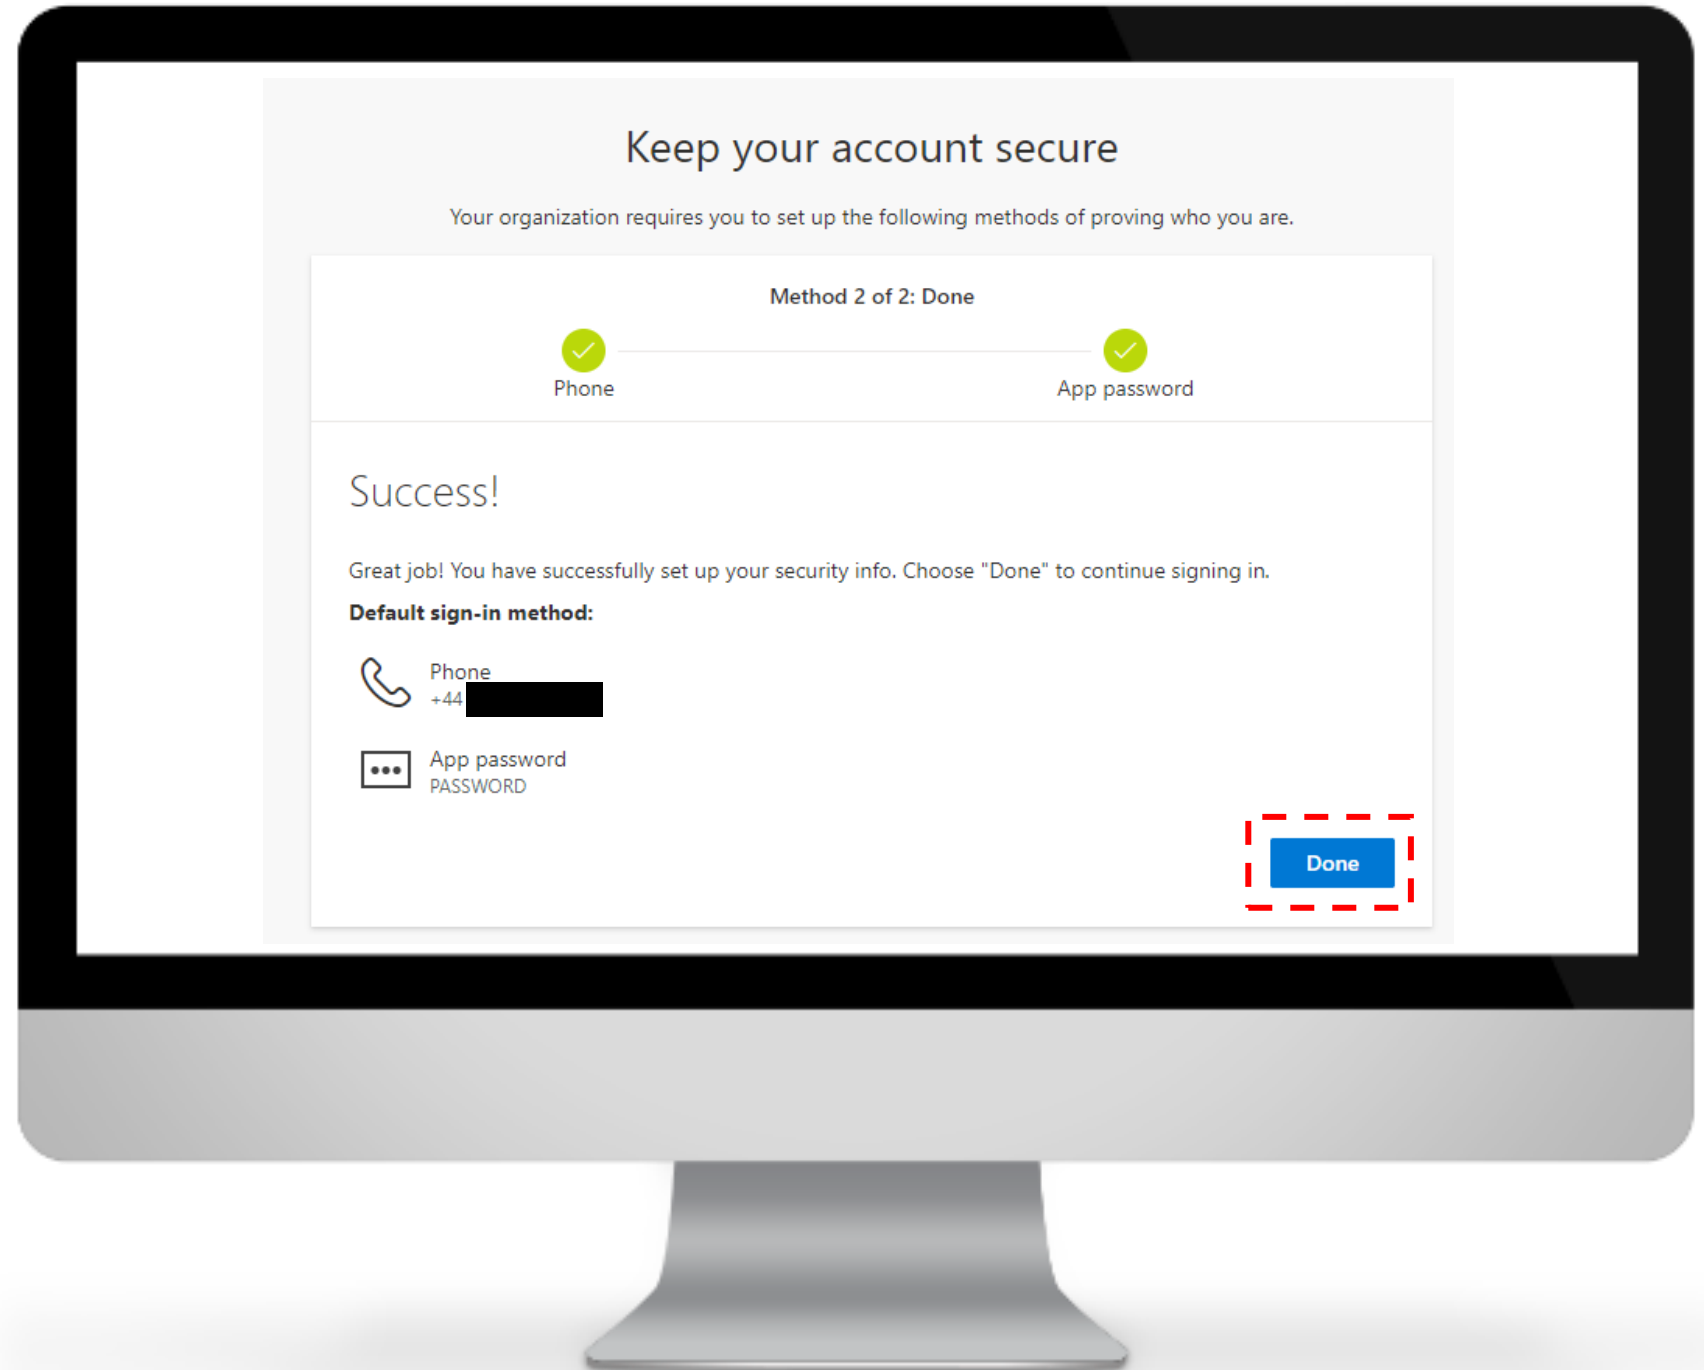 Keep your account secure
Your organization requires you to set up the following methods of proving who you are.
Method 2 of 2: Done
Phone
App password
Success!
Great job! You have successfully set up your security info. Choose "Done" to continue signing in.
Default sign-in method:
Phone
+44
App password
PASSWORD
Done